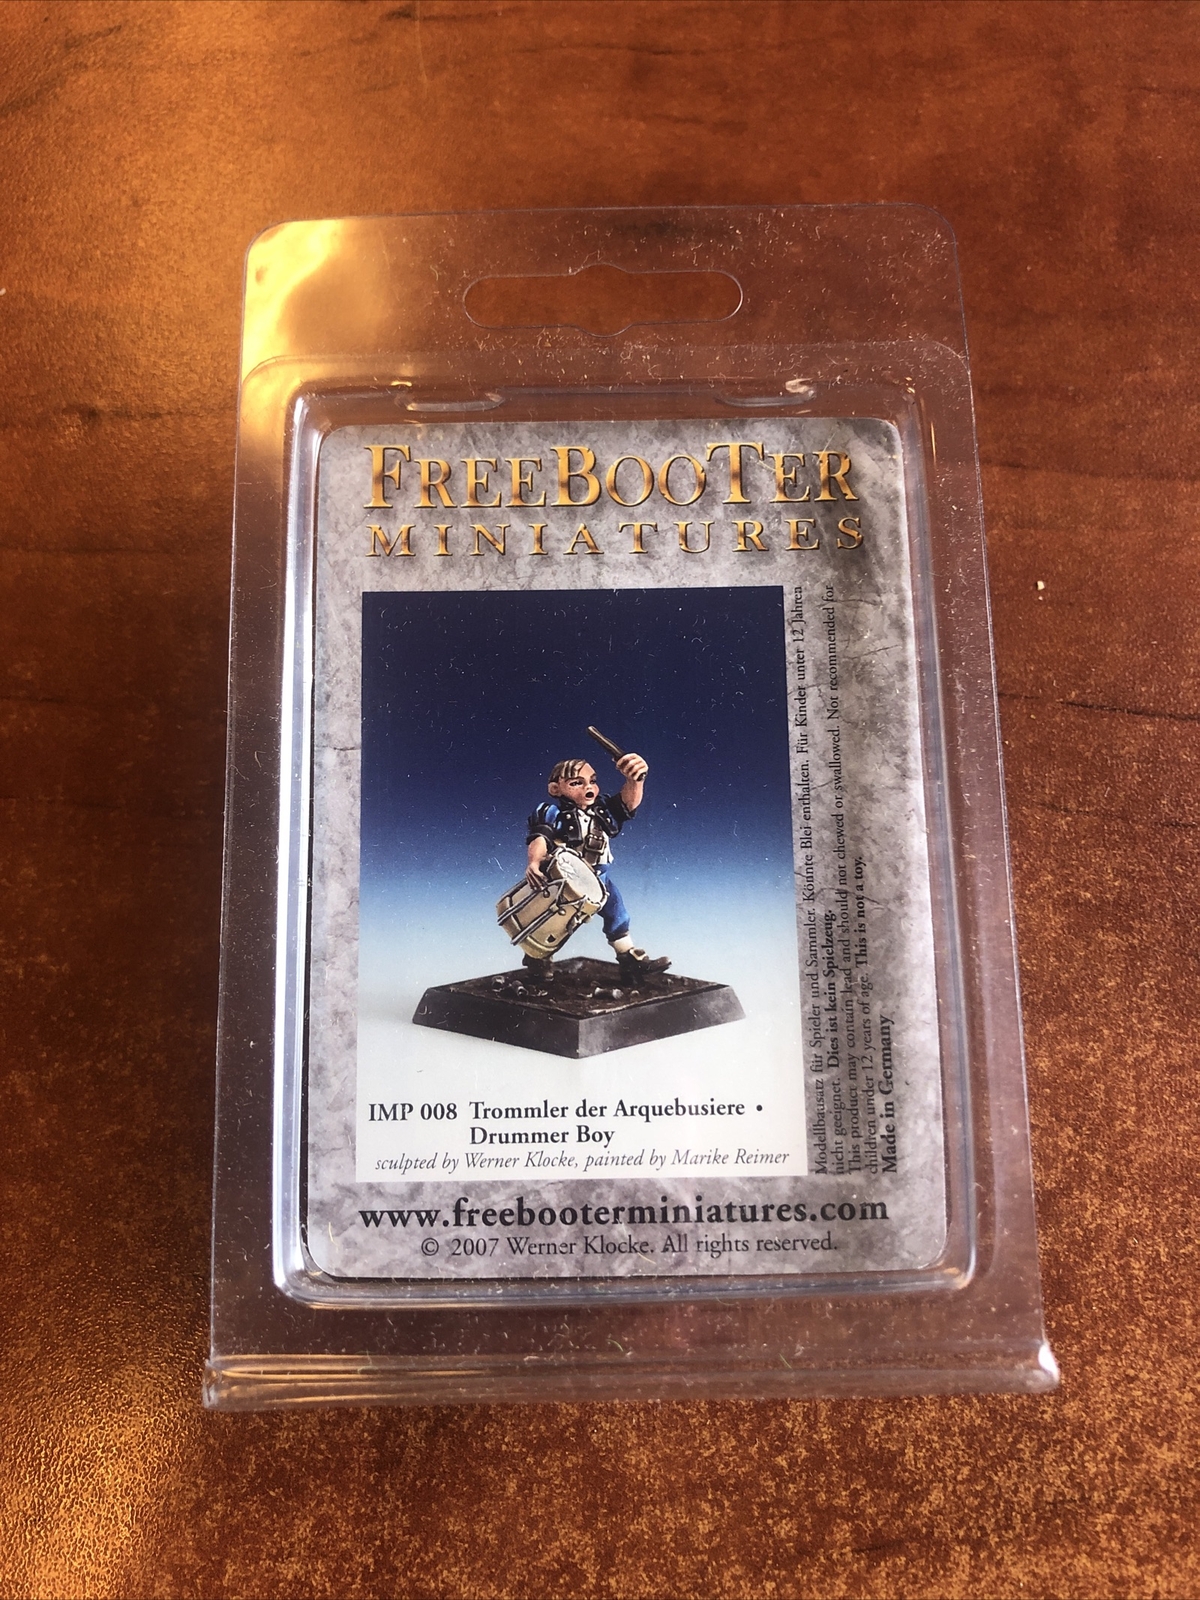 FREEBOOTER
MINIATURES
Modellbausatz für Spieler und Sammler. Könnte Blei enthalten. Für Kinder unter 12 Jahren
nicht geeignet. Dies ist kein Spielzeug.
This product may contain lead and should not chewed or swallowed. Not recommended for
children under 12 years of age. This is not a toy.
Made in Germany
IMP 008 Trommler der Arquebusiere •
Drummer Boy
sculpted by Werner Klocke, painted by Marike Reimer
www.freebooterminiatures.com
© 2007 Werner Klocke. All rights reserved.